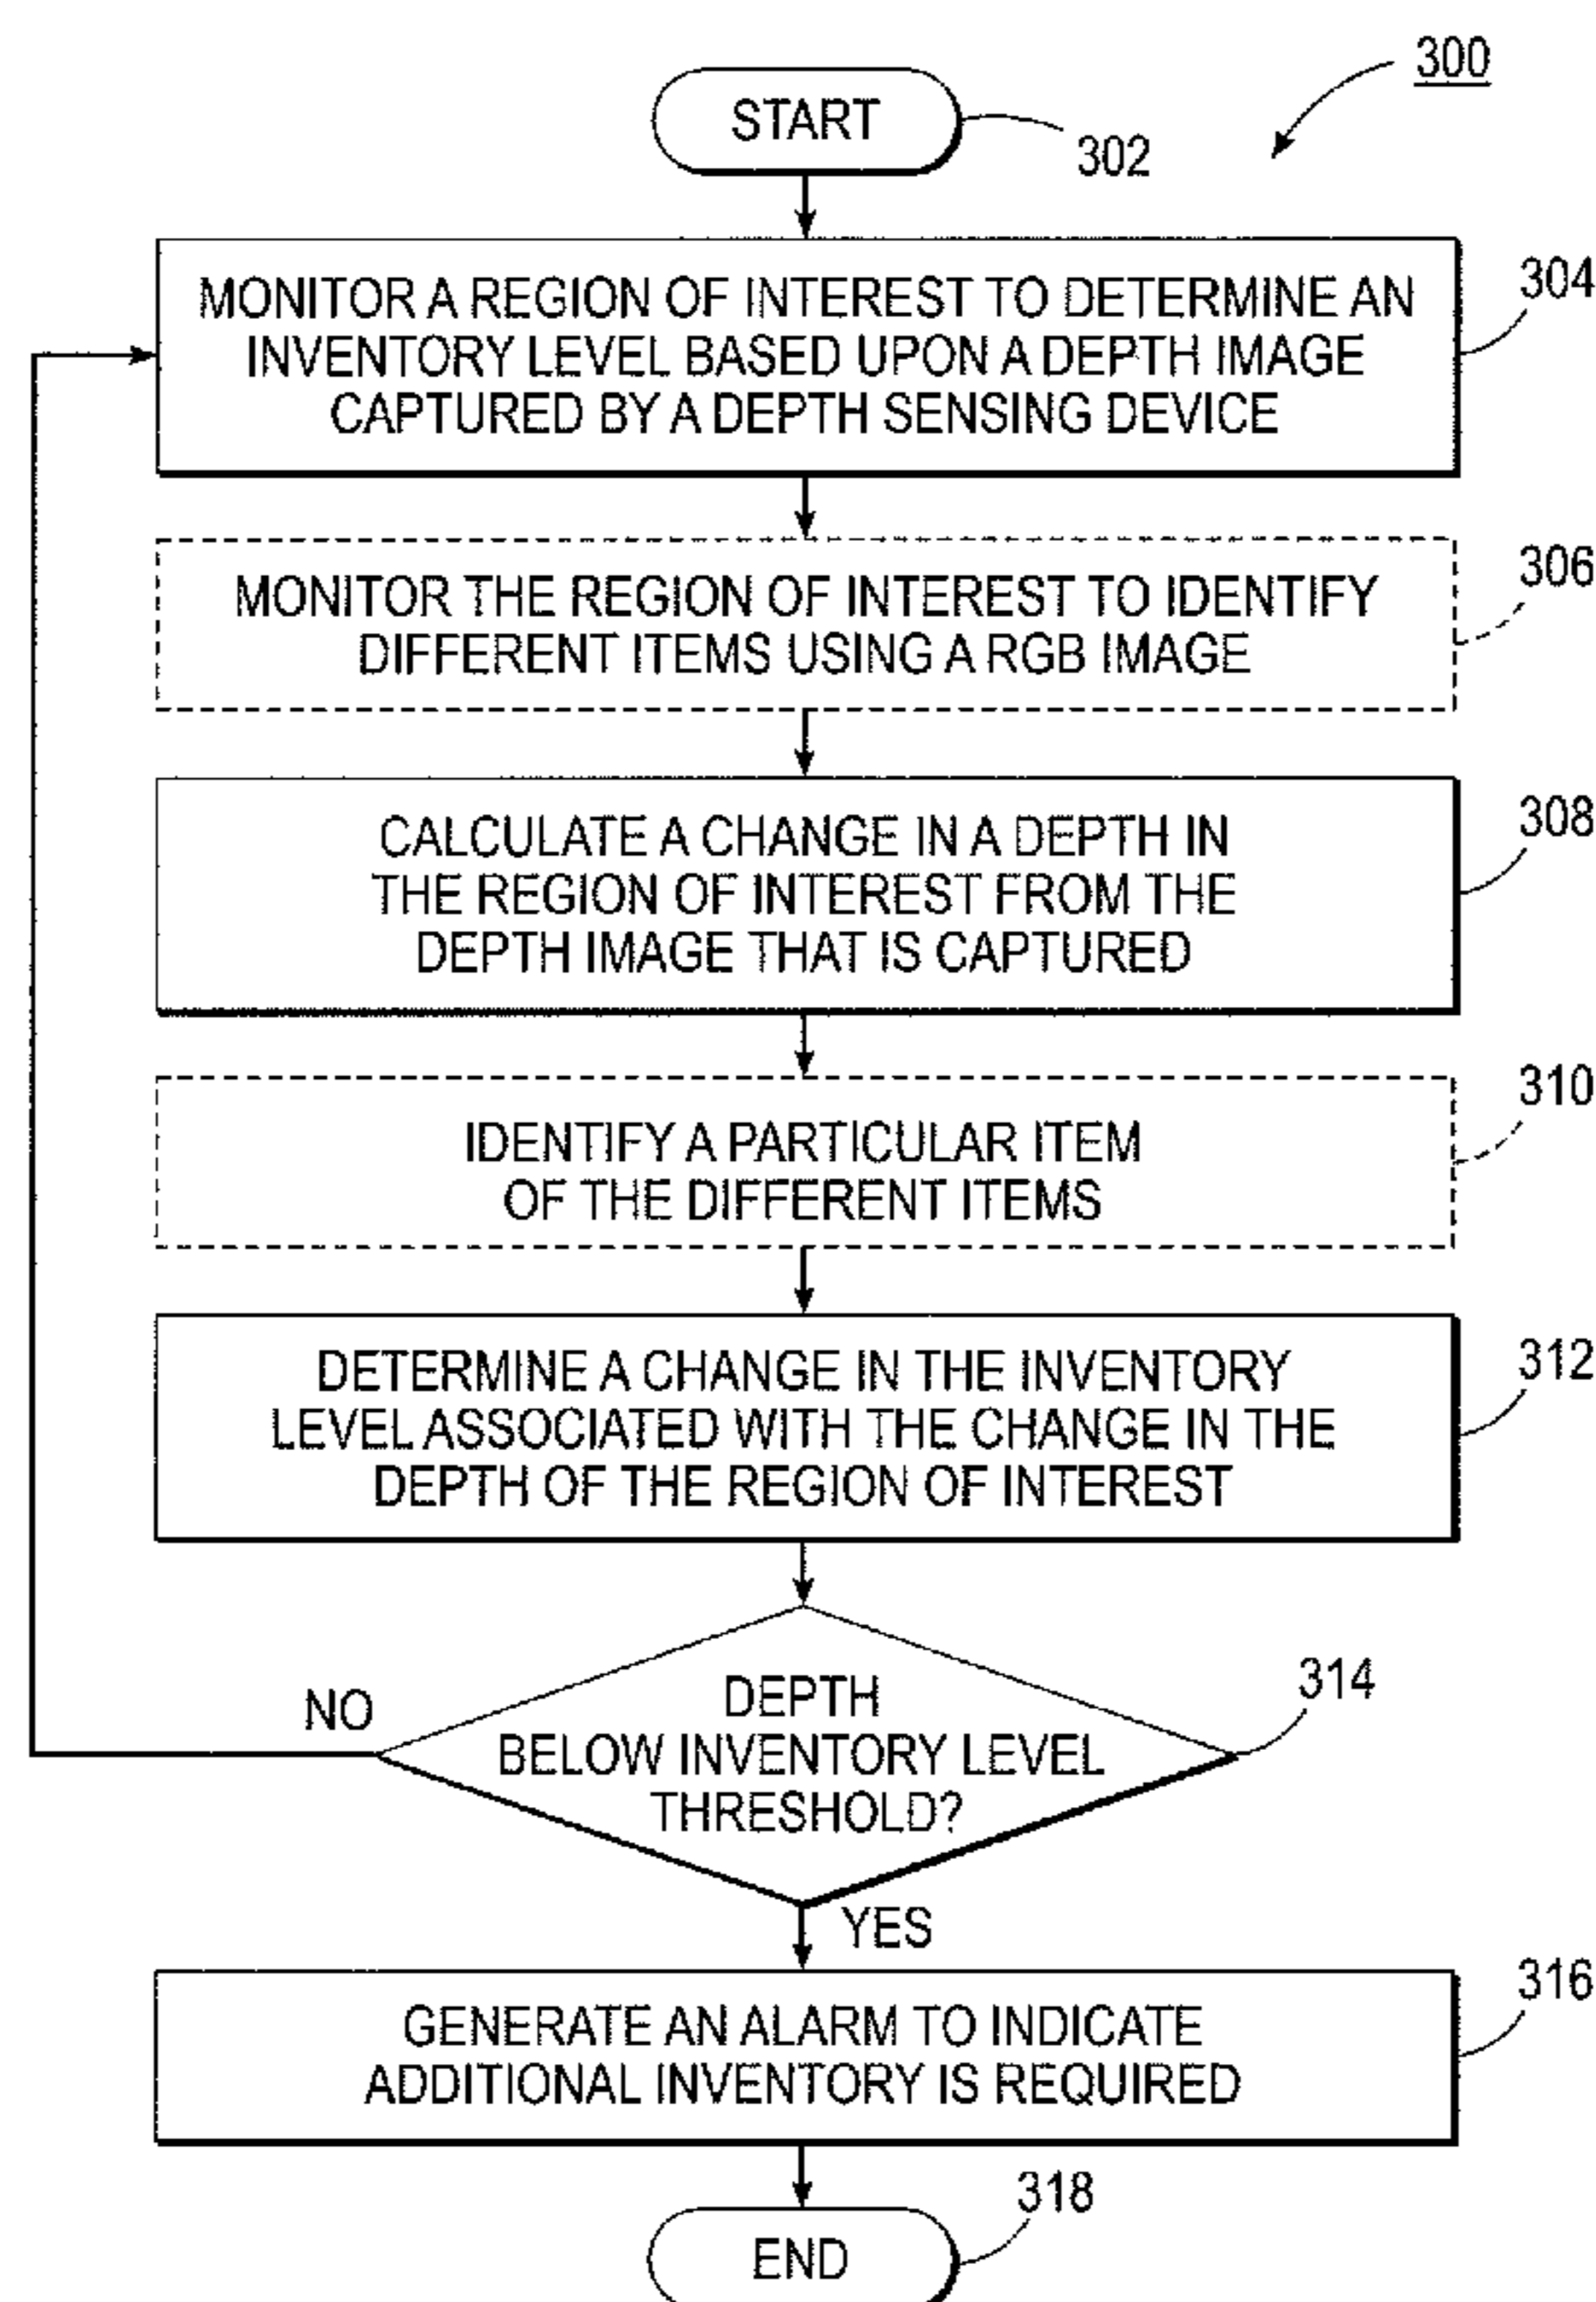 300
START
302
MONITOR A REGION OF INTEREST TO DETERMINE AN
INVENTORY LEVEL BASED UPON A DEPTH IMAGE
CAPTURED BY A DEPTH SENSING DEVICE
304
MONITOR THE REGION OF INTEREST TO IDENTIFY
DIFFERENT ITEMS USING A RGB IMAGE
306
CALCULATE A CHANGE IN A DEPTH IN
THE REGION OF INTEREST FROM THE
DEPTH IMAGE THAT IS CAPTURED
308
IDENTIFY A PARTICULAR ITEM
OF THE DIFFERENT ITEMS
310
DETERMINE A CHANGE IN THE INVENTORY
LEVEL ASSOCIATED WITH THE CHANGE IN THE
DEPTH OF THE REGION OF INTEREST
312
NO
DEPTH
BELOW INVENTORY LEVEL
THRESHOLD?
314
YES
GENERATE AN ALARM TO INDICATE
ADDITIONAL INVENTORY IS REQUIRED
316
END
318